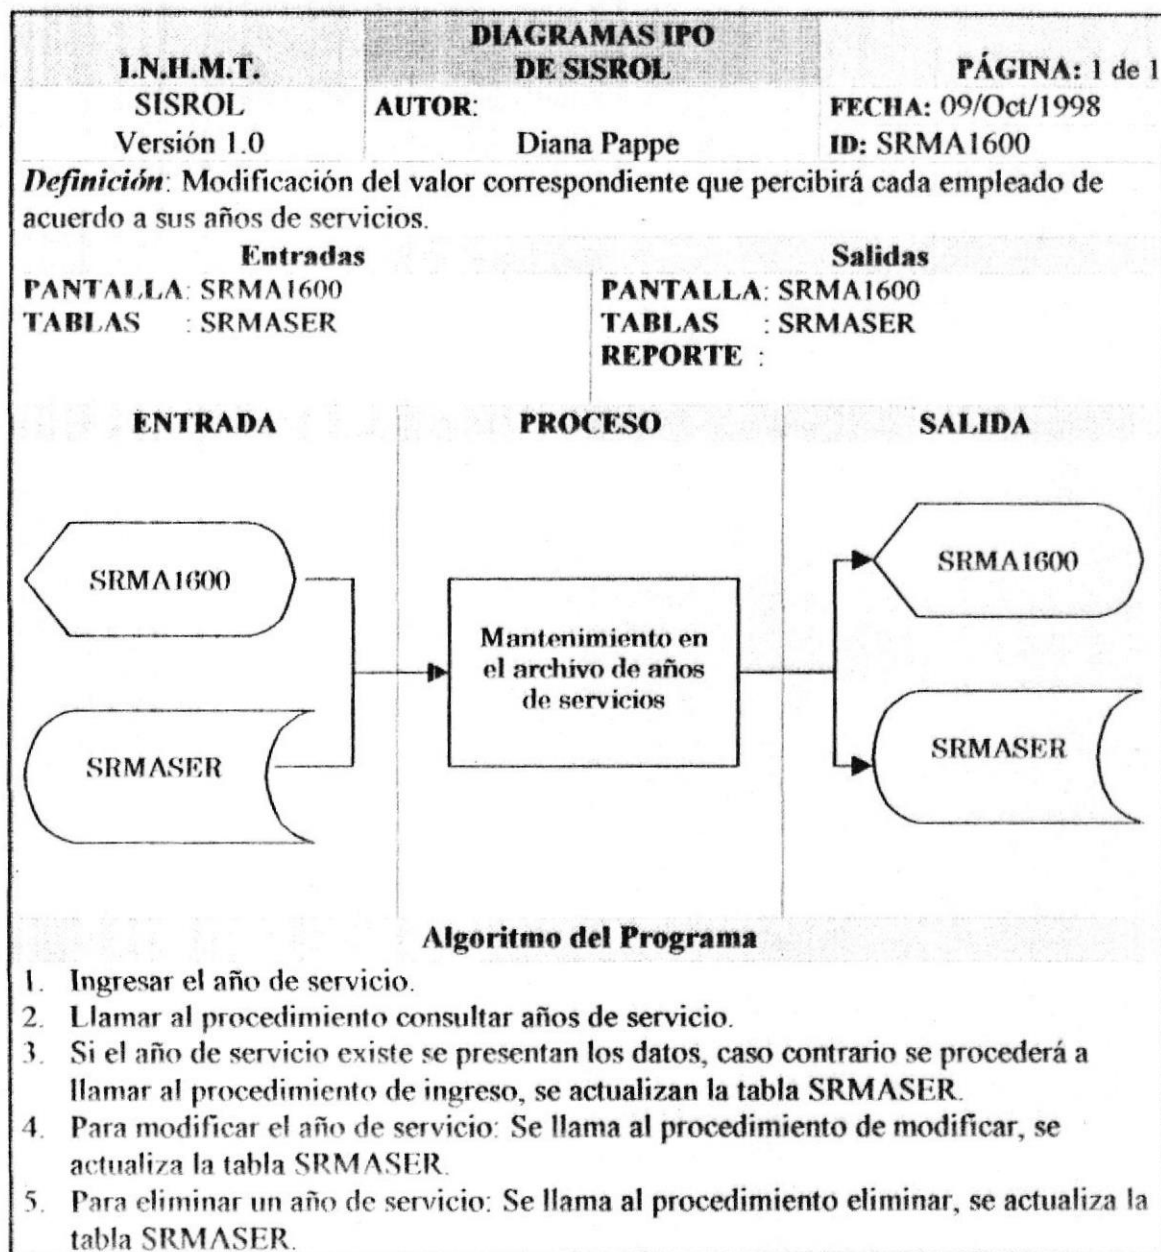 DIAGRAMAS IPO
I.N.H.M.T. DE SISROL PÁGINA: 1 de 1
SISROL AUTOR: FECHA: 09/Oct/1998
Versión 1.0 Diana Pappe ID: SRMA1600
Definición: Modificación del valor correspondiente que percibirá cada empleado de
acuerdo a sus años de servicios.
Entradas Salidas
PANTALLA: SRMA1600 PANTALLA: SRMA1600
TABLAS : SRMASER TABLAS : SRMASER
REPORTE :
ENTRADA PROCESO SALIDA
SRMA1600
SRMASER
Mantenimiento en
el archivo de años
de servicios
SRMA1600
SRMASER
Algoritmo del Programa
1. Ingresar el año de servicio.
2. Llamar al procedimiento consultar años de servicio.
3. Si el año de servicio existe se presentan los datos, caso contrario se procederá a
llamar al procedimiento de ingreso, se actualizan la tabla SRMASER.
4. Para modificar el año de servicio: Se llama al procedimiento de modificar, se
actualiza la tabla SRMASER.
5. Para eliminar un año de servicio: Se llama al procedimiento eliminar, se actualiza la
tabla SRMASER.